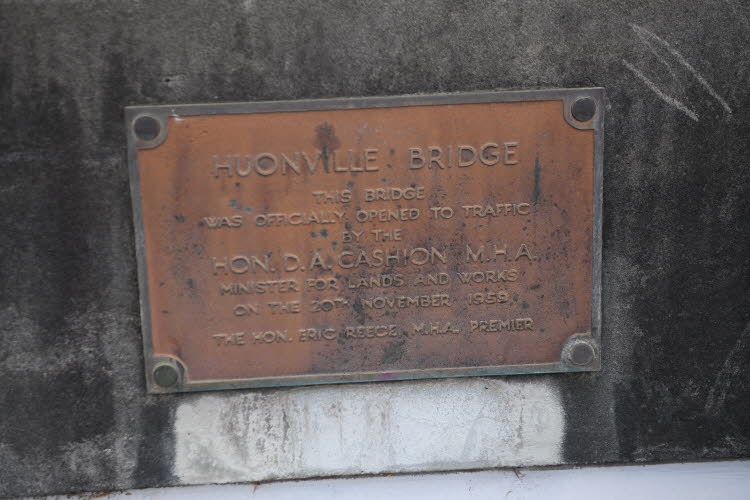 HUONVILLE BRIDGE
THIS BRIDGE
WAS OFFICIALLY OPENED TO TRAFFIC
BY THE
HON. D. A. CASHION M.H.A.
MINISTER FOR LANDS AND WORKS
ON THE 20TH NOVEMBER 1959.
THE HON. ERIC REECE, M.H.A., PREMIER